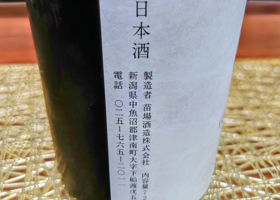 日本酒
製造者 苗場酒造株式会社 内容量
新潟県中魚沼郡津南町大字下船渡戊
電話 〇二五―七六五―二〇一一